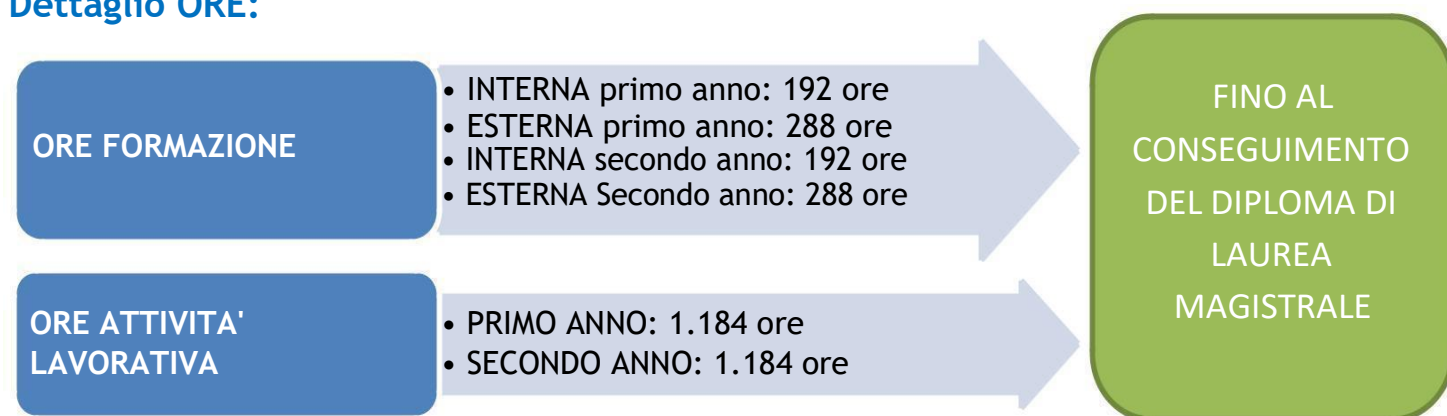 Dettaglio ORE:
ORE FORMAZIONE
• INTERNA primo anno: 192 ore
• ESTERNA primo anno: 288 ore
• INTERNA secondo anno: 192 ore
• ESTERNA Secondo anno: 288 ore
ORE ATTIVITA'
LAVORATIVA
• PRIMO ANNO: 1.184 ore
• SECONDO ANNO: 1.184 ore
FINO AL
CONSEGUIMENTO
DEL DIPLOMA DI
LAUREA
MAGISTRALE